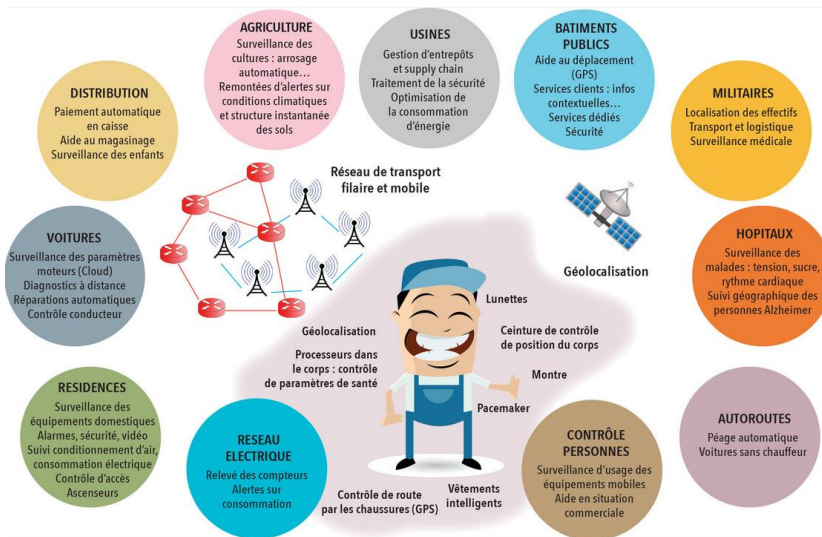 AGRICULTURE
Surveillance des
cultures : arrosage
automatique…
Remontées d'alertes sur
conditions climatiques
et structure instantanée
des sols
USINES
Gestion d'entrepôts
et supply chain
Traitement de la sécurité
Optimisation de
la consommation
d'énergie
BATIMENTS
PUBLICS
Aide au déplacement
(GPS)
Services clients : infos
contextuelles…
Services dédiés
Sécurité
DISTRIBUTION
Paiement automatique
en caisse
Aide au magasinage
Surveillance des enfants
MILITAIRES
Localisation des effectifs
Transport et logistique
Surveillance médicale
Réseau de transport
filaire et mobile
Géolocalisation
VOITURES
Surveillance des paramètres
moteurs (Cloud)
Diagnostics à distance
Réparations automatiques
Contrôle conducteur
HOPITAUX
Surveillance des
malades : tension, sucre,
rythme cardiaque
Suivi géographique des
personnes Alzheimer
Lunettes
Géolocalisation
Ceinture de contrôle
de position du corps
Processeurs dans
le corps : contrôle
de paramètres de santé
Montre
Pacemaker
RESIDENCES
Surveillance des
équipements domestiques
Alarmes, sécurité, vidéo
Suivi conditionnement d'air,
consommation électrique
Contrôle d'accès
Ascenseurs
RESEAU
ELECTRIQUE
Relevé des compteurs
Alertes sur
consommation
CONTRÔLE
PERSONNES
Surveillance d'usage des
équipements mobiles
Aide en situation
commerciale
AUTOROUTES
Péage automatique
Voitures sans chauffeur
Contrôle de route
par les chaussures (GPS)
Vêtements
intelligents